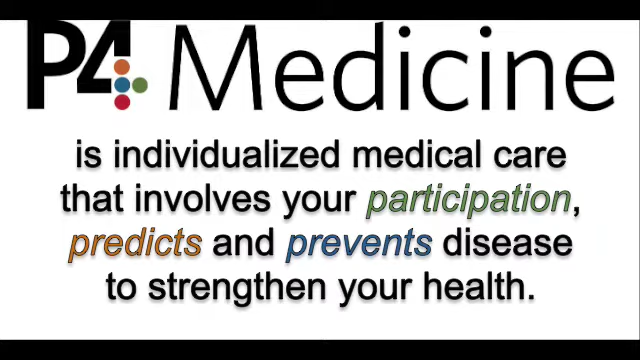 P4 Medicine
is individualized medical care
that involves your participation,
predicts and prevents disease
to strengthen your health.